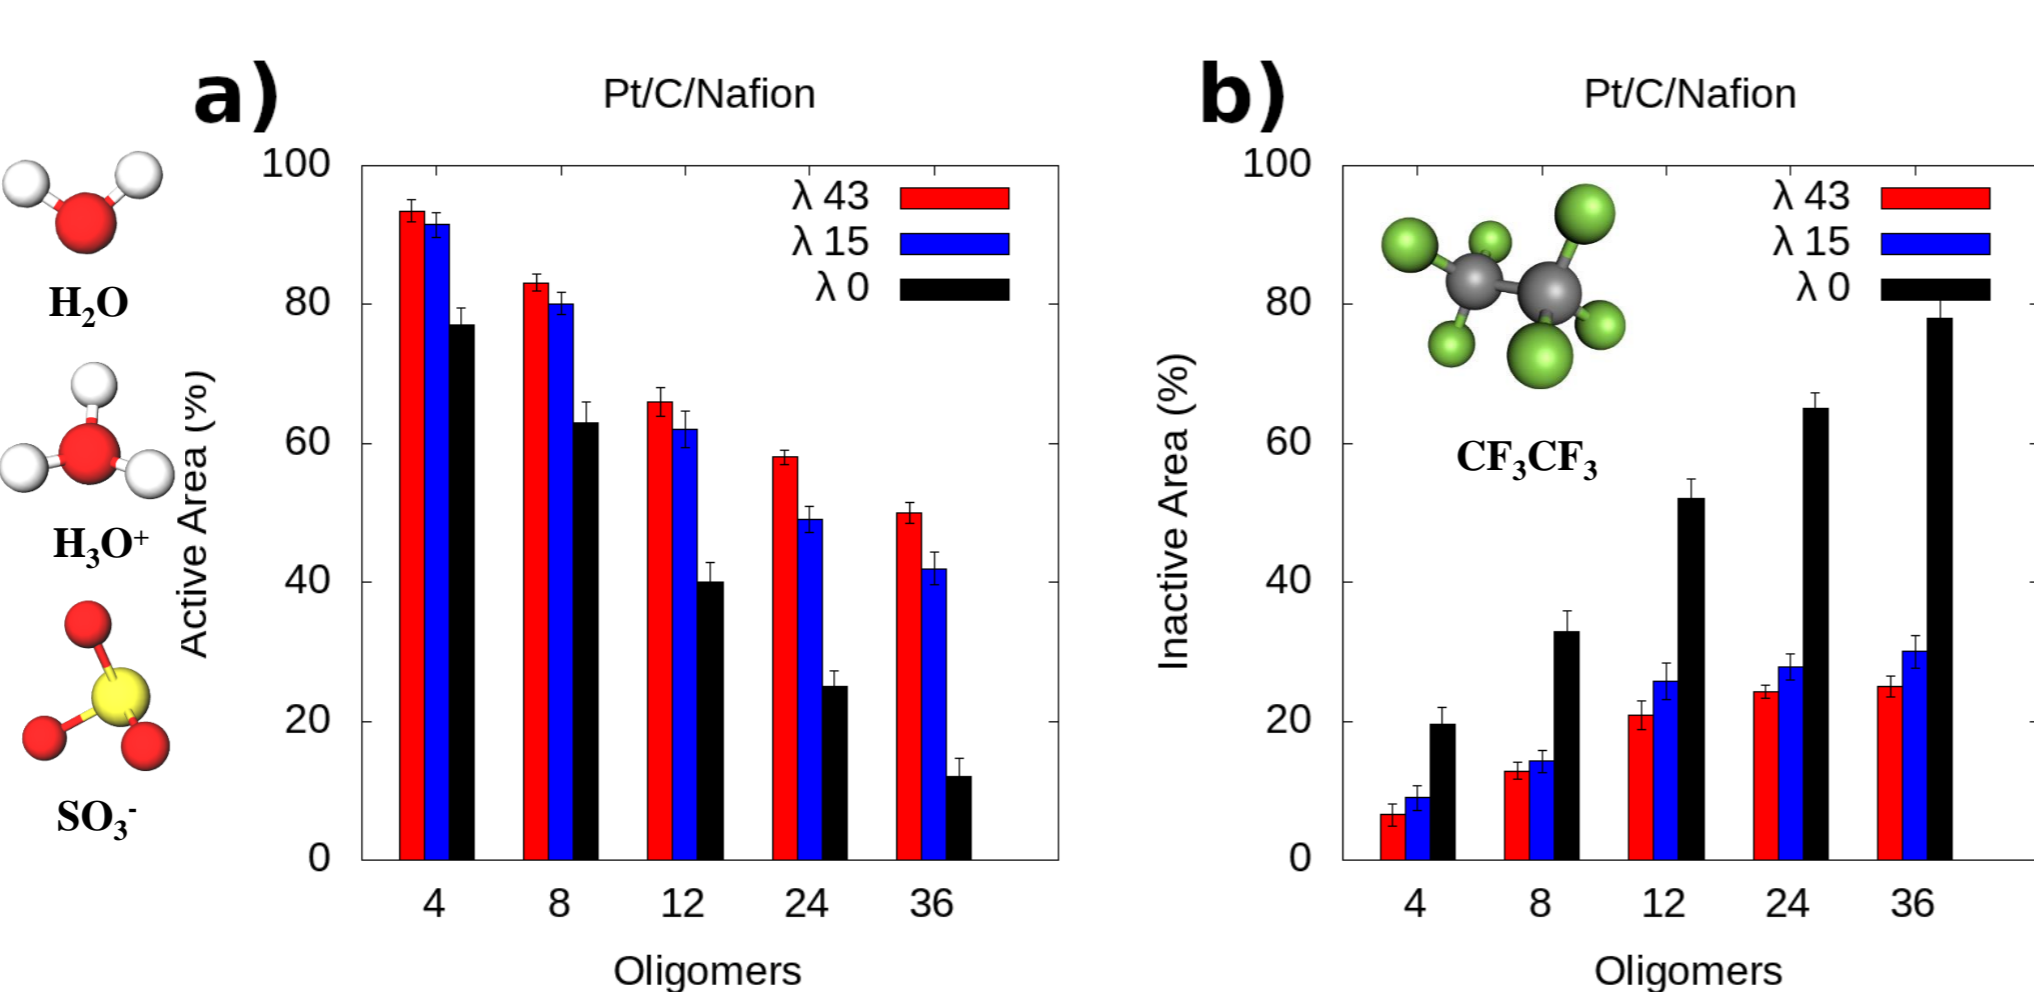 a)
Pt/C/Nafion
H₂O
H₃O⁺
SO₃⁻
Active Area (%)
100
80
60
40
20
0
λ 43
λ 15
λ 0
4 8 12 24 36
Oligomers
b)
Pt/C/Nafion
Inactive Area (%)
100
80
60
40
20
0
λ 43
λ 15
λ 0
CF₃CF₃
4 8 12 24 36
Oligomers